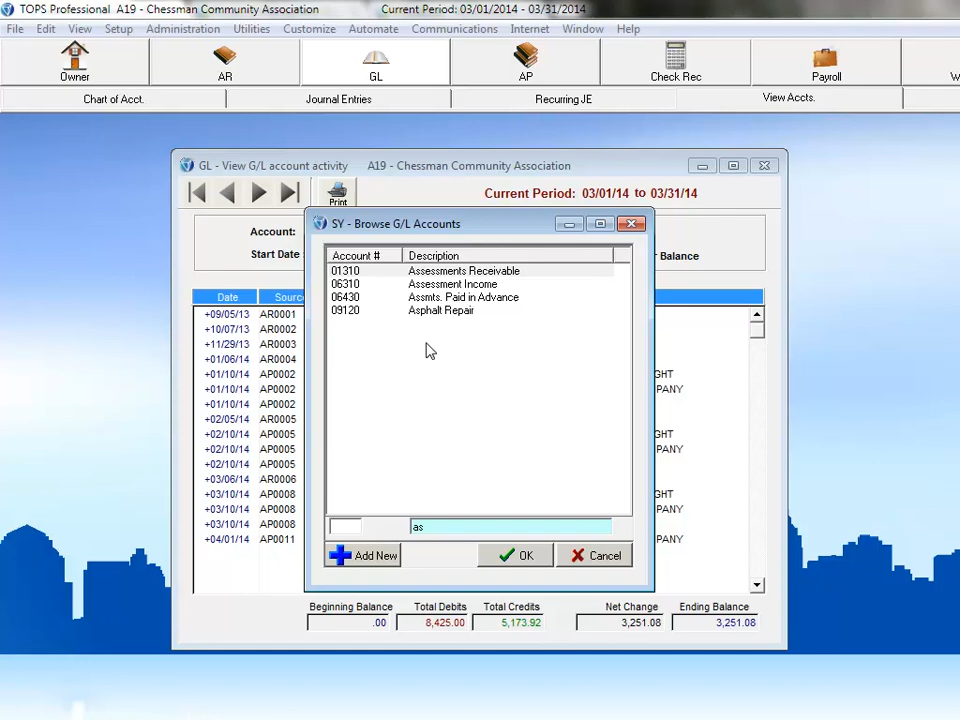 TOPS Professional A19 - Chessman Community Association Current Period: 03/01/2014 - 03/31/2014
File Edit View Setup Administration Utilities Customize Automate Communications Internet Window Help
Owner AR GL AP Check Rec Payroll
Chart of Acct. Journal Entries Recurring JE View Accts.
GL - View G/L account activity A19 - Chessman Community Association
Print Current Period: 03/01/14 to 03/31/14
SY - Browse G/L Accounts
Account:
Start Date Balance
Account # Description
01310 Assessments Receivable
06310 Assessment Income
06430 Assmts. Paid in Advance
09120 Asphalt Repair
Date Sourc
+09/05/13 AR0001
+10/07/13 AR0002
+11/29/13 AR0003
+01/06/14 AR0004
+01/10/14 AP0002 GHT
+01/10/14 AP0002 PANY
+01/10/14 AP0002
+02/05/14 AR0005
+02/10/14 AP0005 GHT
+02/10/14 AP0005 PANY
+02/10/14 AP0005
+03/06/14 AR0006
+03/10/14 AP0008 GHT
+03/10/14 AP0008 PANY
+03/10/14 AP0008
+04/01/14 AP0011 PANY
as
Add New OK Cancel
Beginning Balance Total Debits Total Credits Net Change Ending Balance
.00 8,425.00 5,173.92 3,251.08 3,251.08